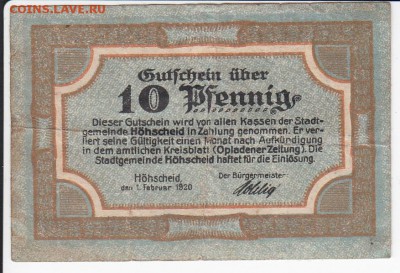 COINS.LAVE.RU
Gutschein über
10 Pfennig
Dieser Gutschein wird von allen Kassen der Stadt-
gemeinde Höhscheid in Zahlung genommen. Er ver-
liert seine Gültigkeit einen Monat nach Aufkündigung
in dem amtlichen Kreisblatt (Opladener Zeitung). Die
Stadtgemeinde Höhscheid haftet für die Einlösung.
Höhscheid, Der Bürgermeister
den 1. Februar 1920